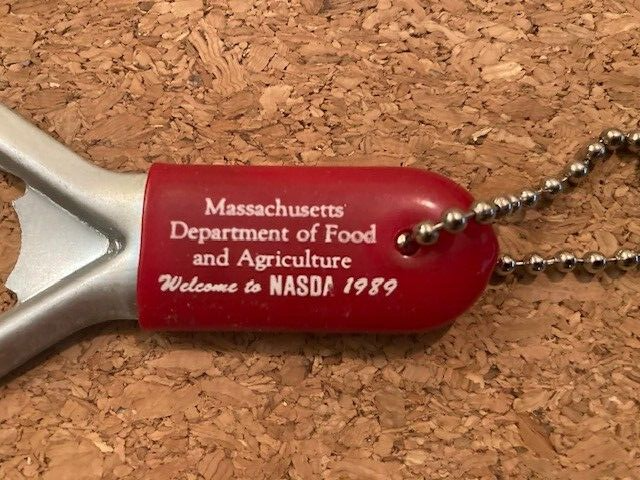 Massachusetts
Department of Food
and Agriculture
Welcome to NASDA 1989